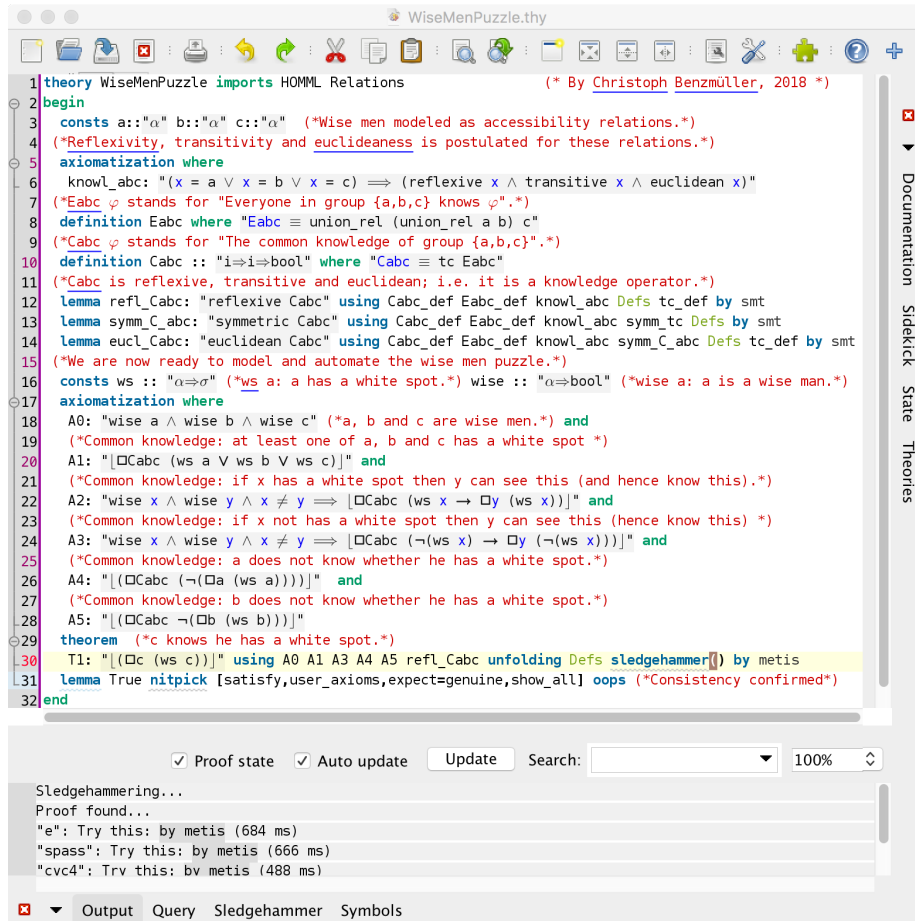 WiseMenPuzzle.thy
1 theory WiseMenPuzzle imports HOMML Relations (* By Christoph Benzmüller, 2018 *)
2 begin
3 consts a::"α" b::"α" c::"α" (*Wise men modeled as accessibility relations.*)
4 (*Reflexivity, transitivity and euclideaness is postulated for these relations.*)
5 axiomatization where
6 knowl_abc: "(x = a ∨ x = b ∨ x = c) ⟹ (reflexive x ∧ transitive x ∧ euclidean x)"
7 (*Eabc φ stands for "Everyone in group {a,b,c} knows φ".*)
8 definition Eabc where "Eabc ≡ union_rel (union_rel a b) c"
9 (*Cabc φ stands for "The common knowledge of group {a,b,c}".*)
10 definition Cabc :: "i⇒i⇒bool" where "Cabc ≡ tc Eabc"
11 (*Cabc is reflexive, transitive and euclidean; i.e. it is a knowledge operator.*)
12 lemma refl_Cabc: "reflexive Cabc" using Cabc_def Eabc_def knowl_abc Defs tc_def by smt
13 lemma symm_C_abc: "symmetric Cabc" using Cabc_def Eabc_def knowl_abc symm_tc Defs by smt
14 lemma eucl_Cabc: "euclidean Cabc" using Cabc_def Eabc_def knowl_abc symm_C_abc Defs tc_def by smt
15 (*We are now ready to model and automate the wise men puzzle.*)
16 consts ws :: "α⇒σ" (*ws a: a has a white spot.*) wise :: "α⇒bool" (*wise a: a is a wise man.*)
17 axiomatization where
18 A0: "wise a ∧ wise b ∧ wise c" (*a, b and c are wise men.*) and
19 (*Common knowledge: at least one of a, b and c has a white spot *)
20 A1: "⌊□Cabc (ws a ∨ ws b ∨ ws c)⌋" and
21 (*Common knowledge: if x has a white spot then y can see this (and hence know this).*)
22 A2: "wise x ∧ wise y ∧ x ≠ y ⟹ ⌊□Cabc (ws x → □y (ws x))⌋" and
23 (*Common knowledge: if x not has a white spot then y can see this (hence know this) *)
24 A3: "wise x ∧ wise y ∧ x ≠ y ⟹ ⌊□Cabc (¬(ws x) → □y (¬(ws x)))⌋" and
25 (*Common knowledge: a does not know whether he has a white spot.*)
26 A4: "⌊(□Cabc (¬(□a (ws a))))⌋" and
27 (*Common knowledge: b does not know whether he has a white spot.*)
28 A5: "⌊(□Cabc ¬(□b (ws b)))⌋"
29 theorem (*c knows he has a white spot.*)
30 T1: "⌊(□c (ws c))⌋" using A0 A1 A3 A4 A5 refl_Cabc unfolding Defs sledgehammer() by metis
31 lemma True nitpick [satisfy,user_axioms,expect=genuine,show_all] oops (*Consistency confirmed*)
32 end
Documentation
Sidekick
State
Theories
Proof state Auto update Update Search: 100%
Sledgehammering...
Proof found...
"e": Try this: by metis (684 ms)
"spass": Try this: by metis (666 ms)
"cvc4": Try this: by metis (488 ms)
Output Query Sledgehammer Symbols